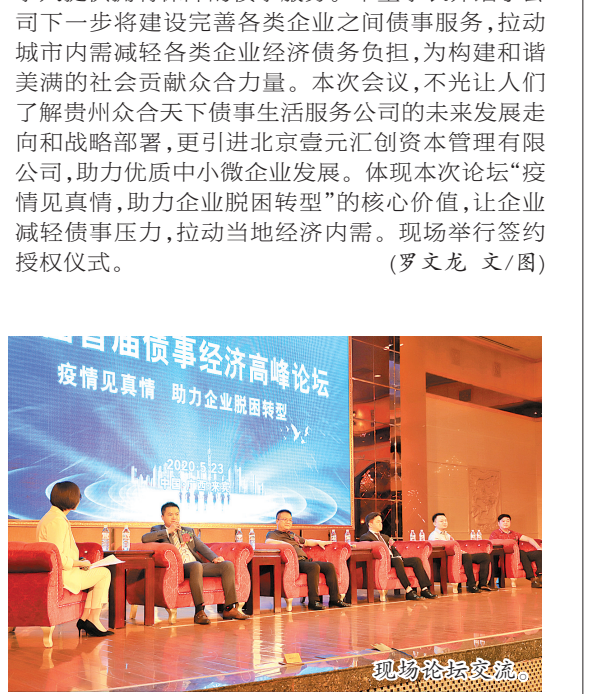 司下一步将建设完善各类企业之间债事服务,拉动
城市内需减轻各类企业经济债务负担,为构建和谐
美满的社会贡献众合力量。本次会议,不光让人们
了解贵州众合天下债事生活服务公司的未来发展走
向和战略部署,更引进北京壹元汇创资本管理有限
公司,助力优质中小微企业发展。体现本次论坛“疫
情见真情,助力企业脱困转型”的核心价值,让企业
减轻债事压力,拉动当地经济内需。现场举行签约
授权仪式。 (罗文龙 文/图)
首届债事经济高峰论坛
疫情见真情 助力企业脱困转型
2020.5.23
中国
现场论坛交流。